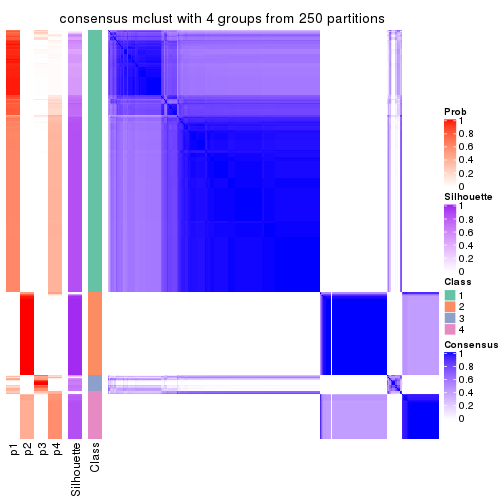 consensus mclust with 4 groups from 250 partitions
Prob
1
0.8
0.6
0.4
0.2
0
Silhouette
1
0.8
0.6
0.4
0.2
0
Class
1
2
3
4
Consensus
1
0.8
0.6
0.4
0.2
0
p1
p2
p3
p4
Silhouette
Class